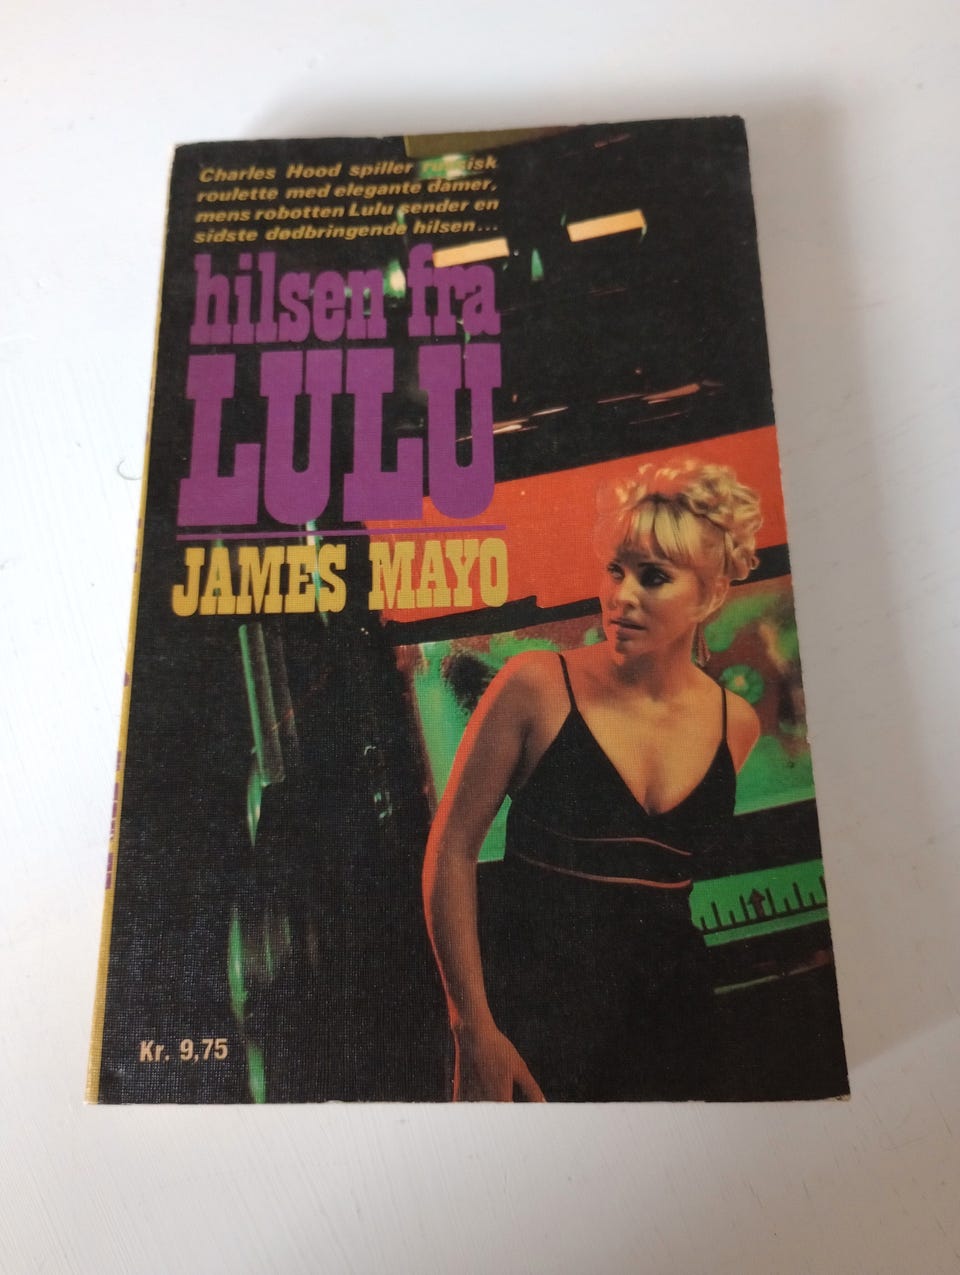 Charles Hood spiller russisk
roulette med elegante damer,
mens robotten Lulu sender en
sidste dødbringende hilsen...
hilsen fra
LULU
JAMES MAYO
Kr. 9,75